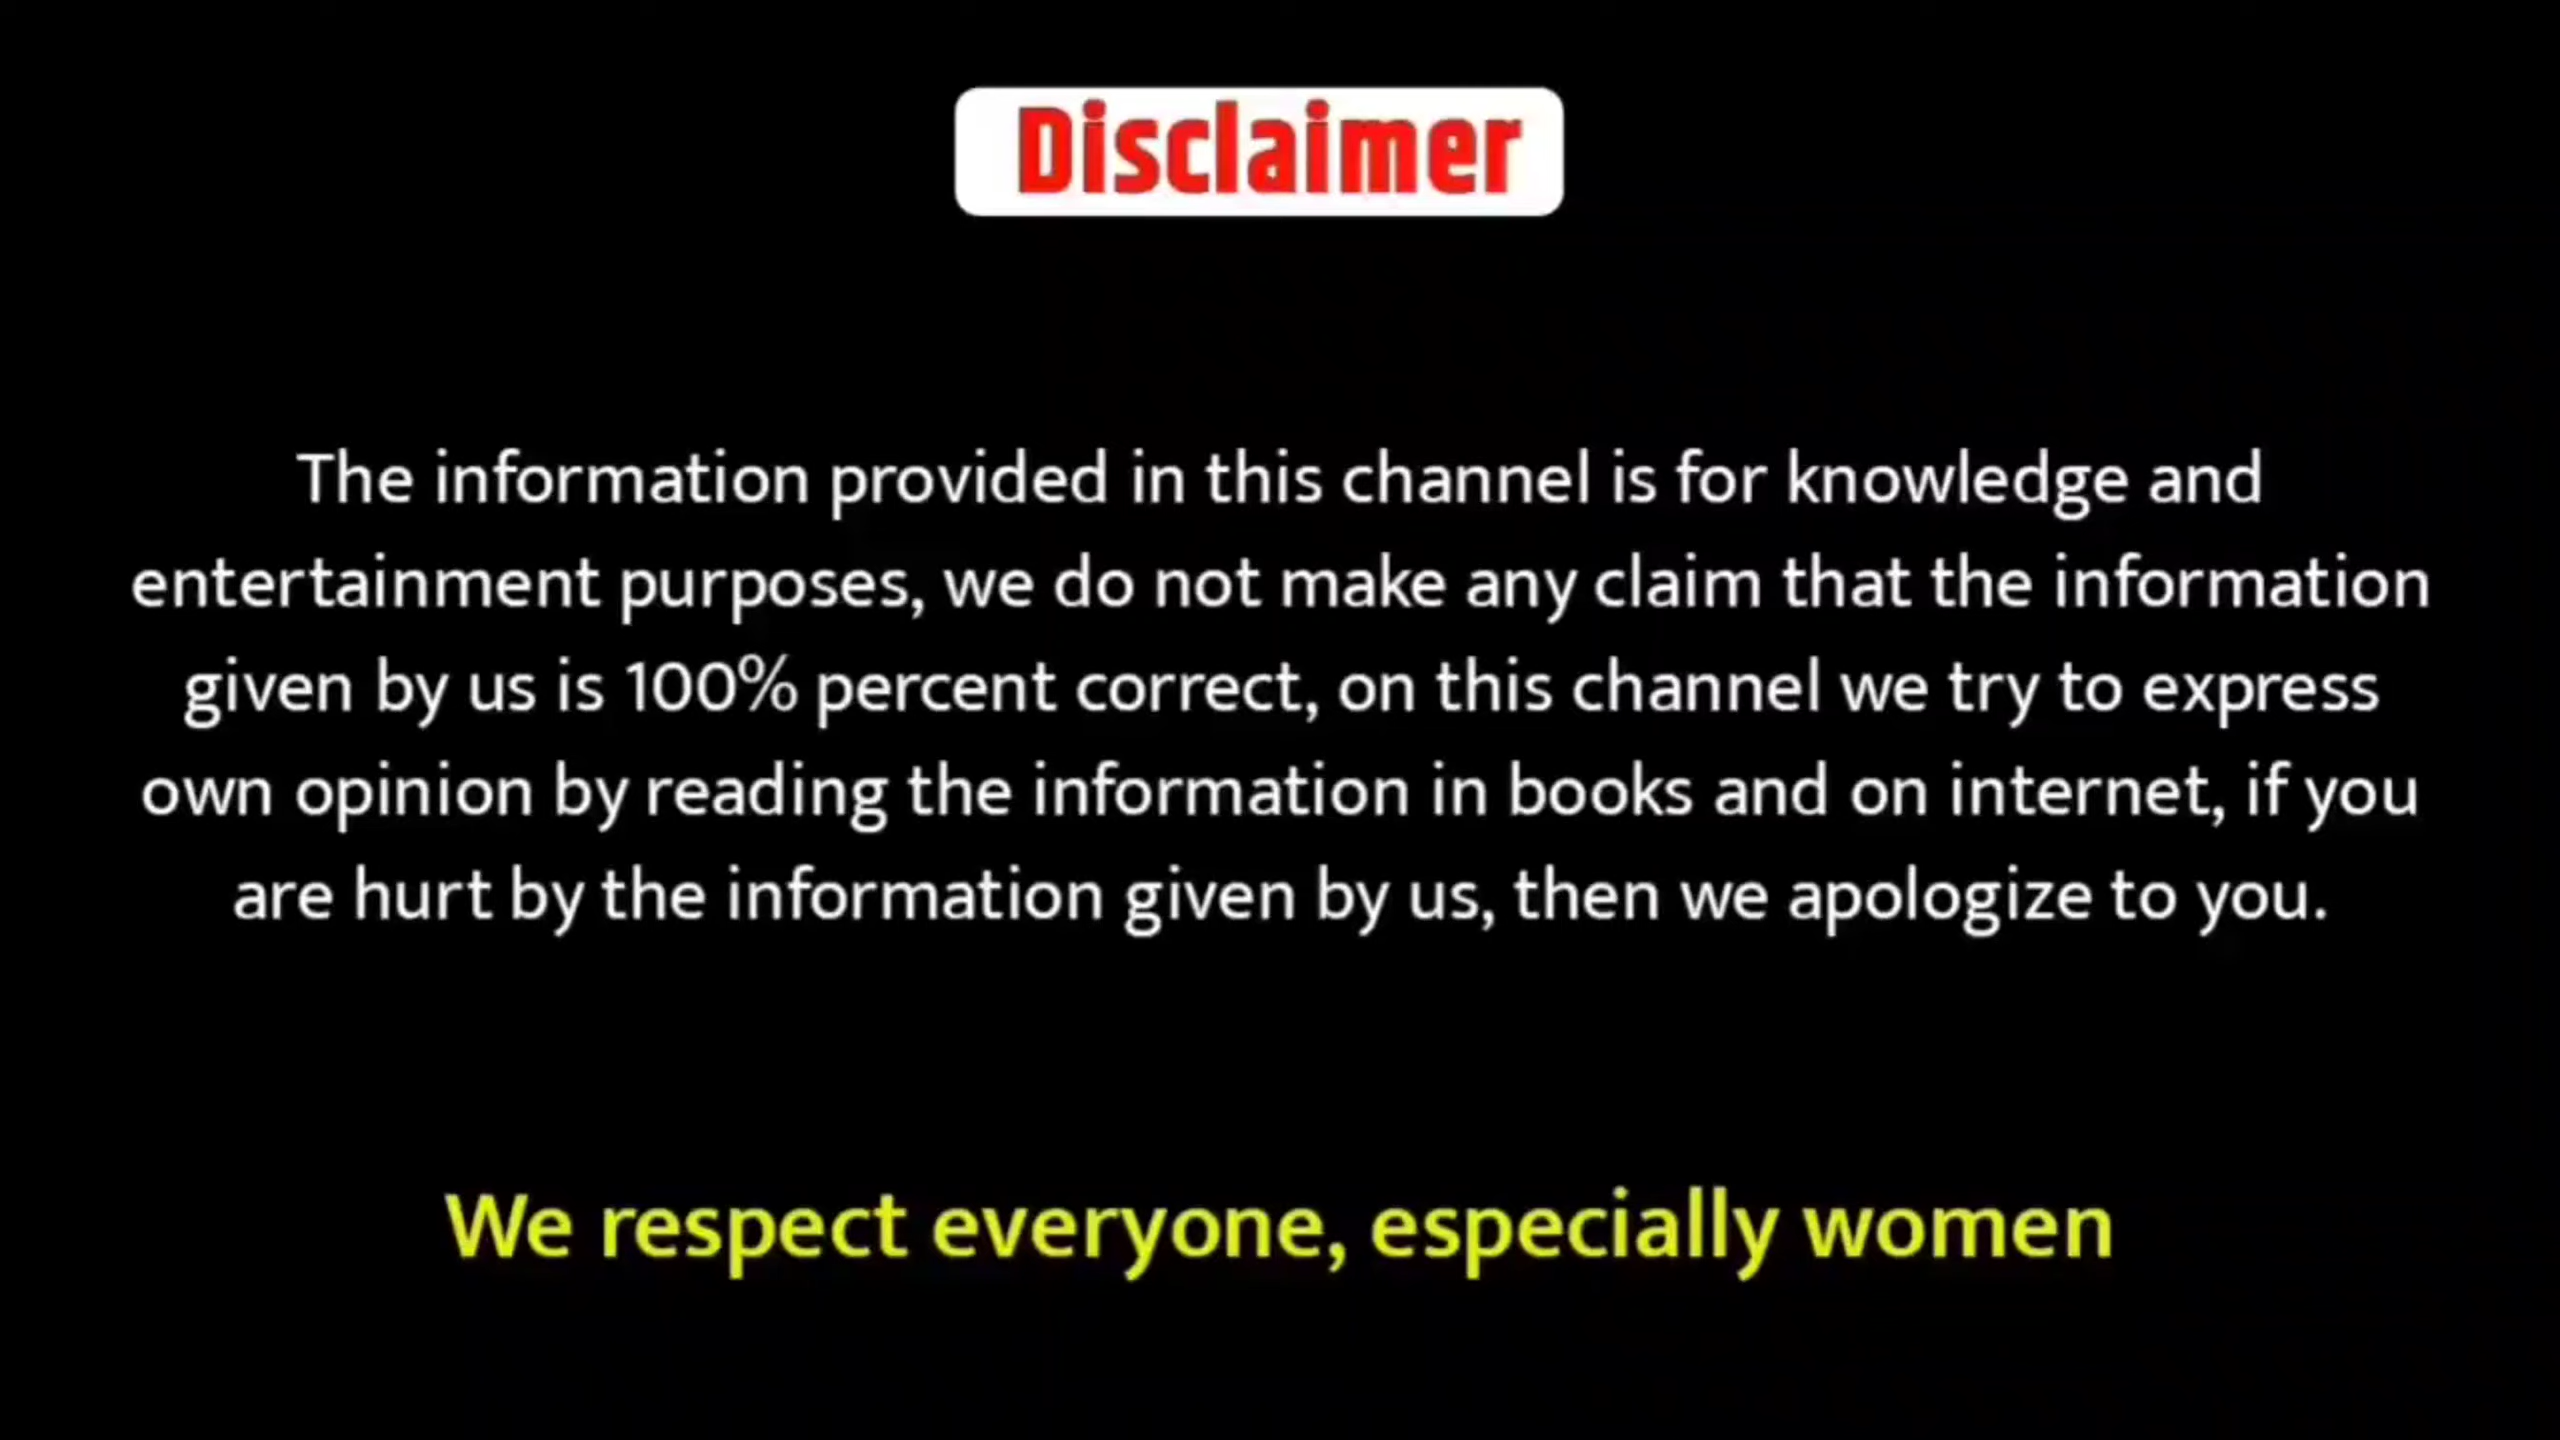 Disclaimer
The information provided in this channel is for knowledge and
entertainment purposes, we do not make any claim that the information
given by us is 100% percent correct, on this channel we try to express
own opinion by reading the information in books and on internet, if you
are hurt by the information given by us, then we apologize to you.
We respect everyone, especially women